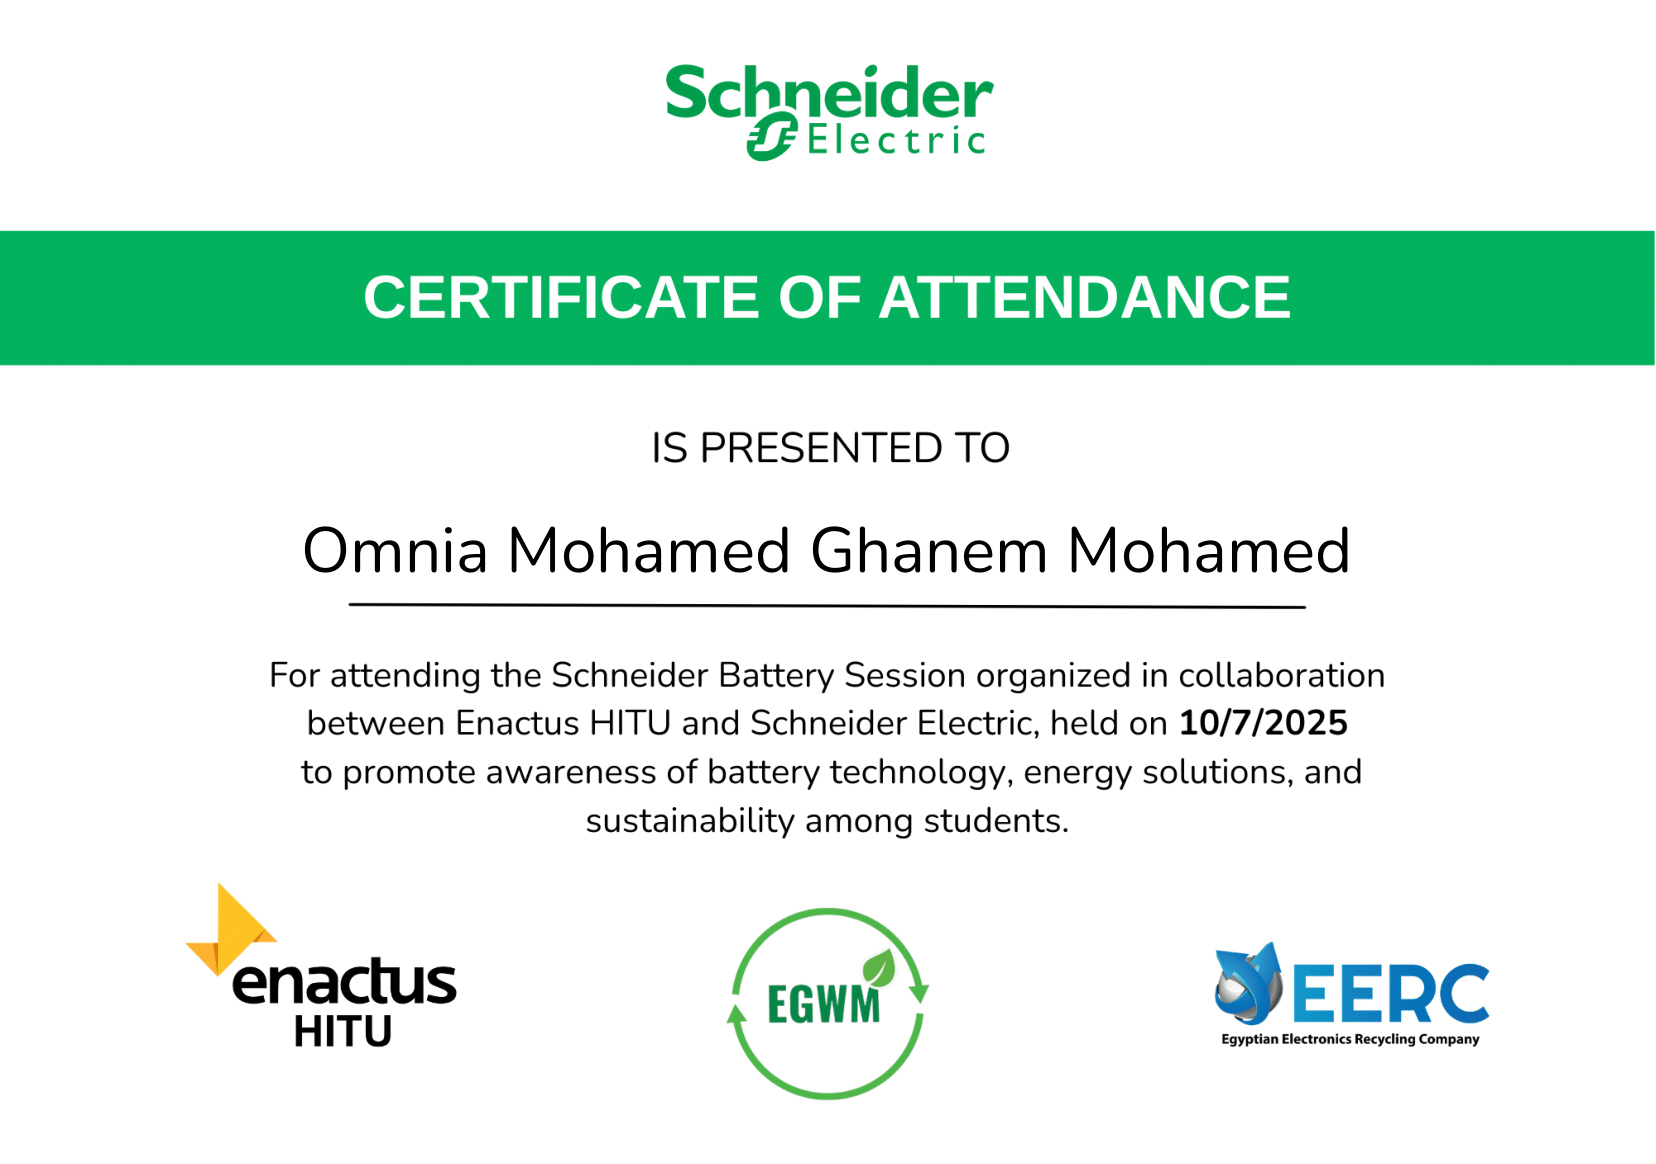 Schneider
Electric
CERTIFICATE OF ATTENDANCE
IS PRESENTED TO
Omnia Mohamed Ghanem Mohamed
For attending the Schneider Battery Session organized in collaboration
between Enactus HITU and Schneider Electric, held on 10/7/2025
to promote awareness of battery technology, energy solutions, and
sustainability among students.
enactus
HITU
EGWM
EERC
Egyptian Electronics Recycling Company